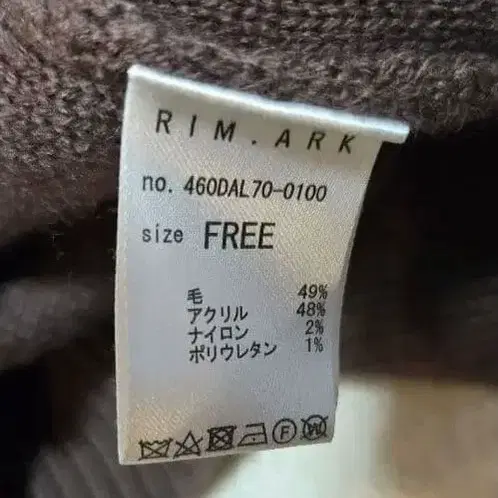 RIM.ARK
no. 460DAL70-0100
size FREE
毛 49%
アクリル 48%
ナイロン 2%
ポリウレタン 1%
F
W